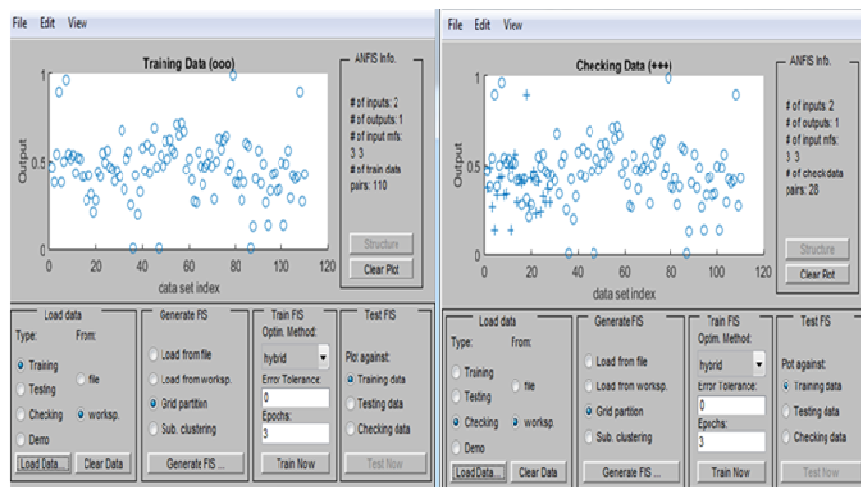 File Edit View
Training Data (ooo)
ANFIS Info.
# of inputs: 2
# of outputs: 1
# of input mfs:
3 3
# of train data
pairs: 110
Structure
Clear Plot
Output
1
0.5
0
0 20 40 60 80 100 120
data set index
Load data
Type: From:
Training
Testing
Checking
Demo
file
worksp.
Load Data... Clear Data
Generate FIS
Load from file
Load from worksp.
Grid partition
Sub. clustering
Generate FIS ...
Train FIS
Optim. Method:
hybrid
Error Tolerance:
0
Epochs:
3
Train Now
Test FIS
Plot against:
Training data
Testing data
Checking data
Test Now
File Edit View
Checking Data (+++)
ANFIS Info.
# of inputs: 2
# of outputs: 1
# of input mfs:
3 3
# of check data
pairs: 28
Structure
Clear Plot
Output
1
0.5
0
0 20 40 60 80 100 120
data set index
Load data
Type: From:
Training
Testing
Checking
Demo
file
worksp.
Load Data... Clear Data
Generate FIS
Load from file
Load from worksp.
Grid partition
Sub. clustering
Generate FIS ...
Train FIS
Optim. Method:
hybrid
Error Tolerance:
0
Epochs:
3
Train Now
Test FIS
Plot against:
Training data
Testing data
Checking data
Test Now